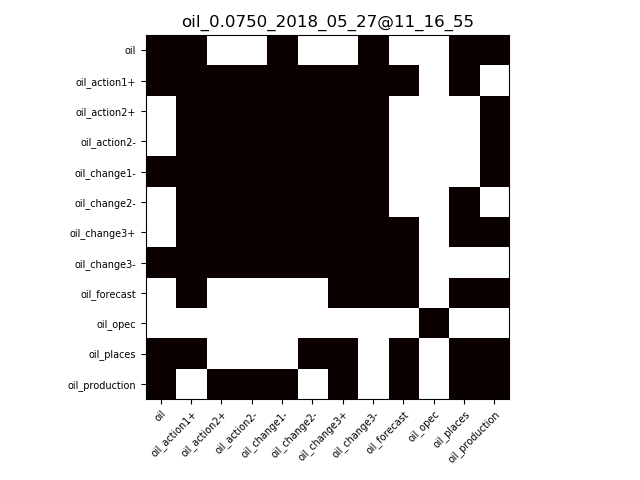 oil_0.0750_2018_05_27@11_16_55
oil
oil_action1+
oil_action2+
oil_action2-
oil_change1-
oil_change2-
oil_change3+
oil_change3-
oil_forecast
oil_opec
oil_places
oil_production
oil
oil_action1+
oil_action2+
oil_action2-
oil_change1-
oil_change2-
oil_change3+
oil_change3-
oil_forecast
oil_opec
oil_places
oil_production